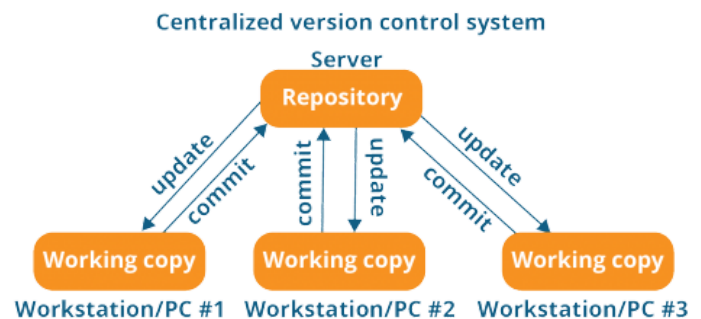 Centralized version control system
Server
Repository
update
commit
commit
update
commit
update
Working copy
Working copy
Working copy
Workstation/PC #1
Workstation/PC #2
Workstation/PC #3